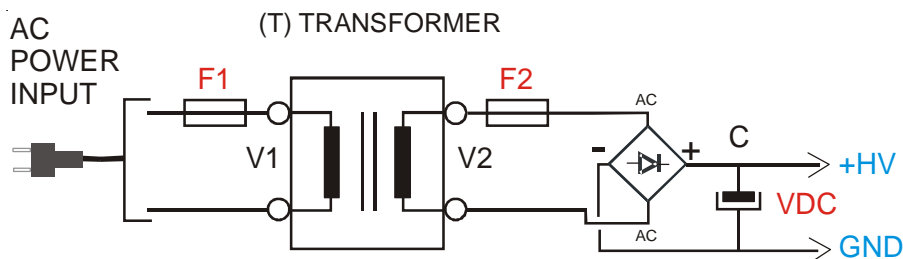 AC
POWER
INPUT
(T) TRANSFORMER
F1
F2
AC
V1
V2
-
+
C
+HV
VDC
AC
GND